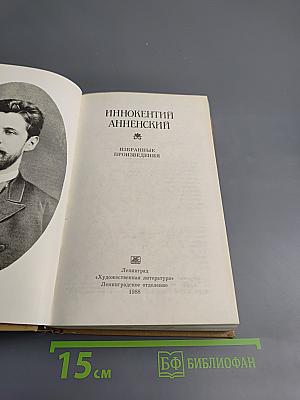 ИННОКЕНТИЙ
АННЕНСКИЙ
ИЗБРАННЫЕ
ПРОИЗВЕДЕНИЯ
Ленинград
«Художественная литература»
Ленинградское отделение
1988
15 см
БФ БИБЛИОФАН